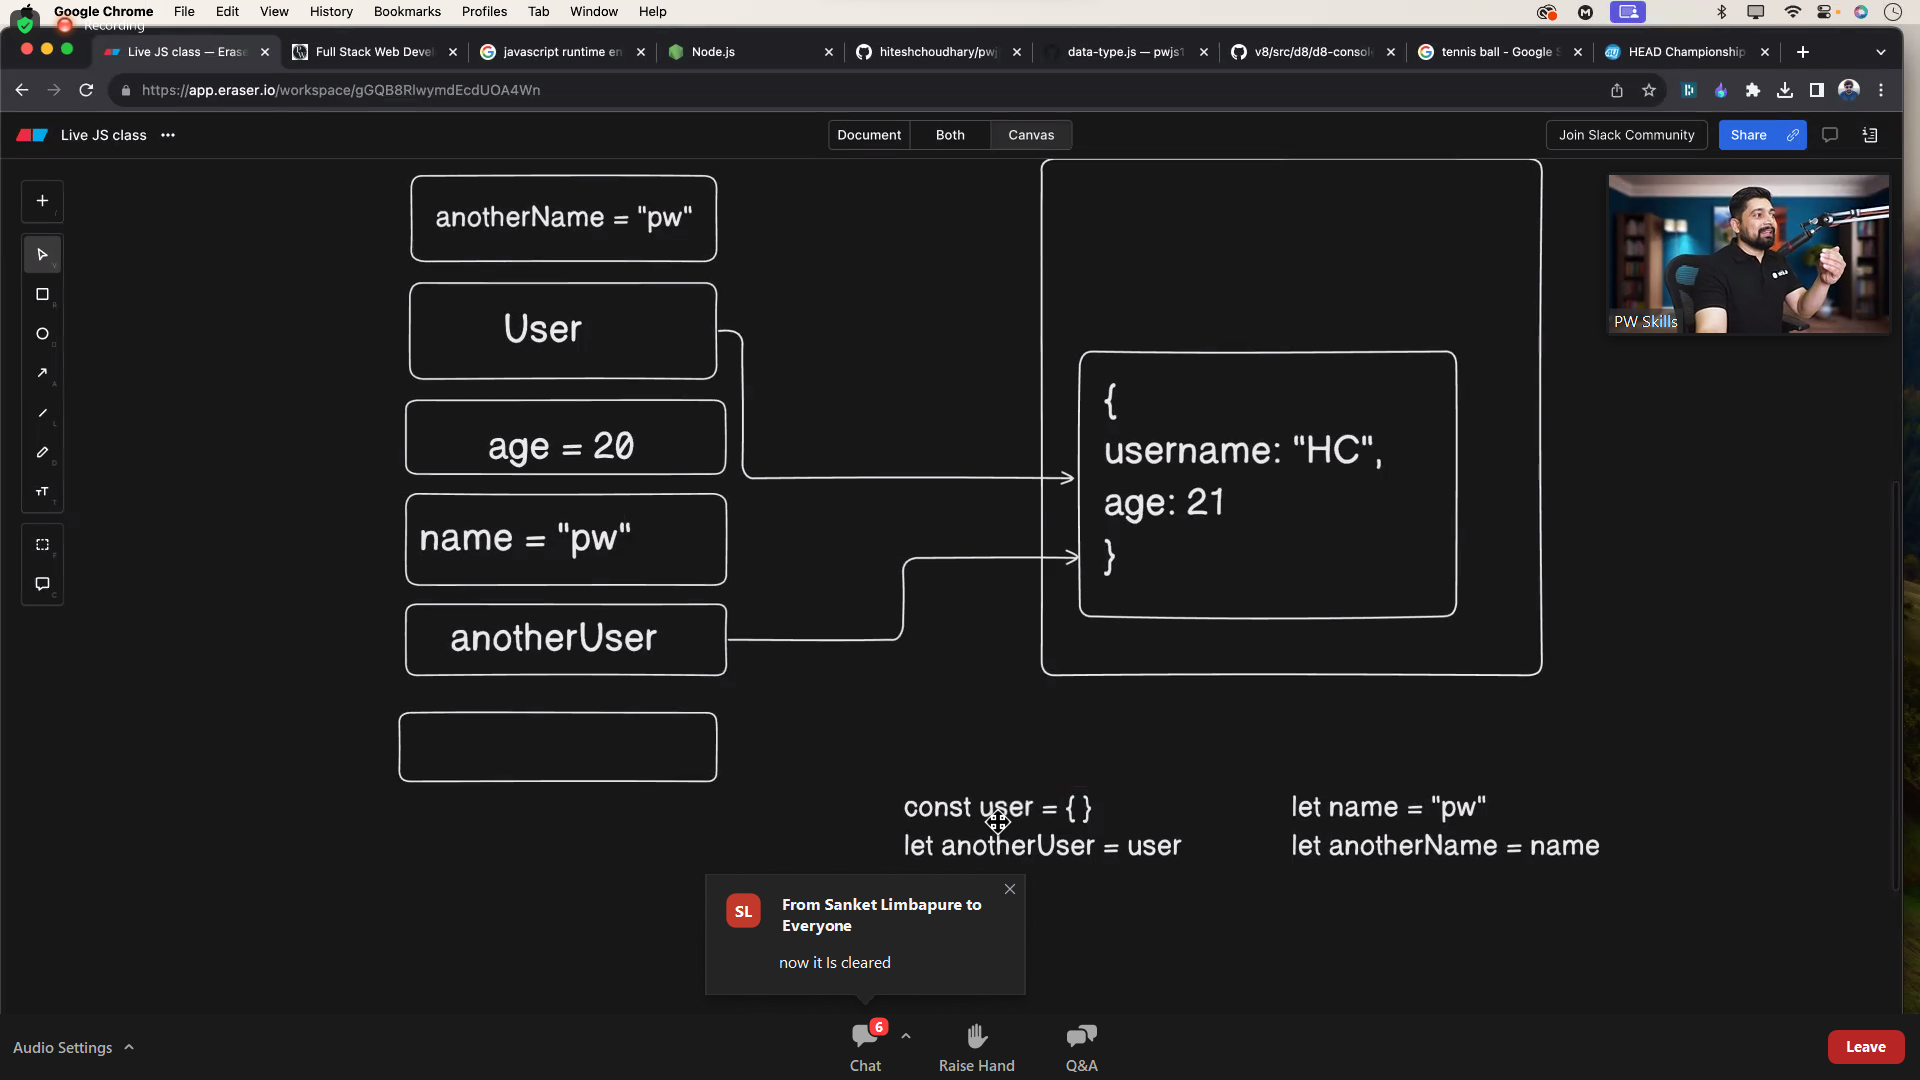 Google Chrome File Edit View History Bookmarks Profiles Tab Window Help
Recording
Live JS class — Erase
Full Stack Web Devel
javascript runtime en
Node.js
hiteshchoudhary/pwj
data-type.js — pwjs1
v8/src/d8/d8-consol
tennis ball - Google S
HEAD Championship
https://app.eraser.io/workspace/gGQB8RlwymdEcdUOA4Wn
Live JS class
Document Both Canvas
Join Slack Community
Share
anotherName = "pw"
User
age = 20
name = "pw"
anotherUser
{
username: "HC",
age: 21
}
PW Skills
const user = { }
let anotherUser = user
let name = "pw"
let anotherName = name
SL
From Sanket Limbapure to
Everyone
now it Is cleared
Audio Settings
6
Chat
Raise Hand
Q&A
Leave